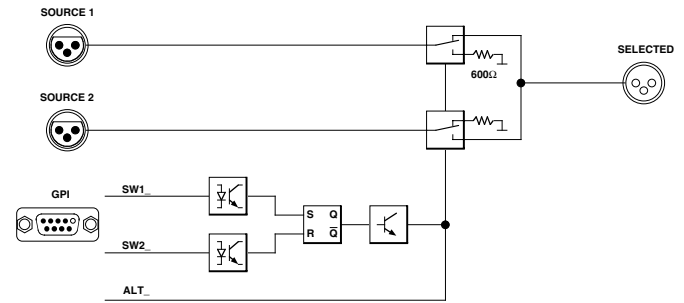 SOURCE 1
SELECTED
600Ω
SOURCE 2
GPI
SW1_
S Q
R Q̅
SW2_
ALT_